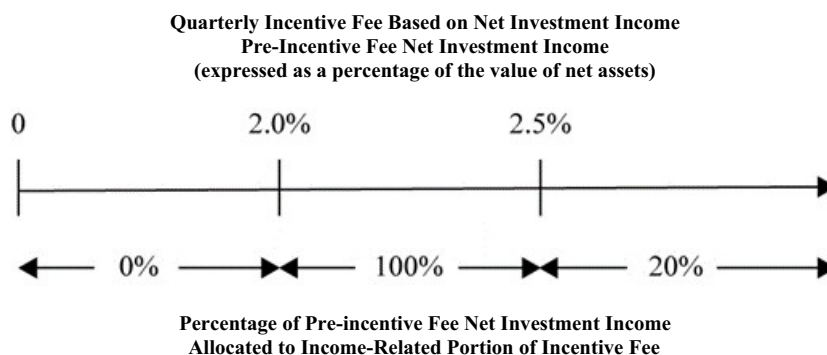 Quarterly Incentive Fee Based on Net Investment Income
Pre-Incentive Fee Net Investment Income
(expressed as a percentage of the value of net assets)
0 2.0% 2.5%
0% 100% 20%
Percentage of Pre-incentive Fee Net Investment Income
Allocated to Income-Related Portion of Incentive Fee